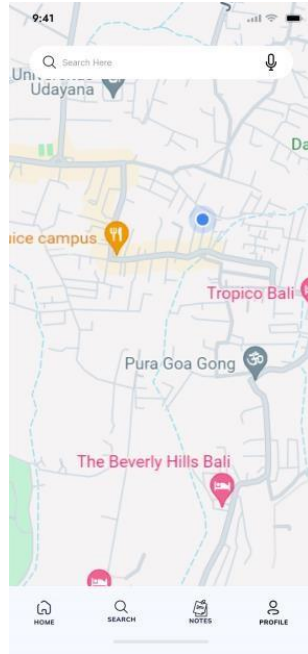 9:41
Search Here
Udayana
Da
uice campus
Tropico Bali
Pura Goa Gong
The Beverly Hills Bali
HOME
SEARCH
NOTES
PROFILE